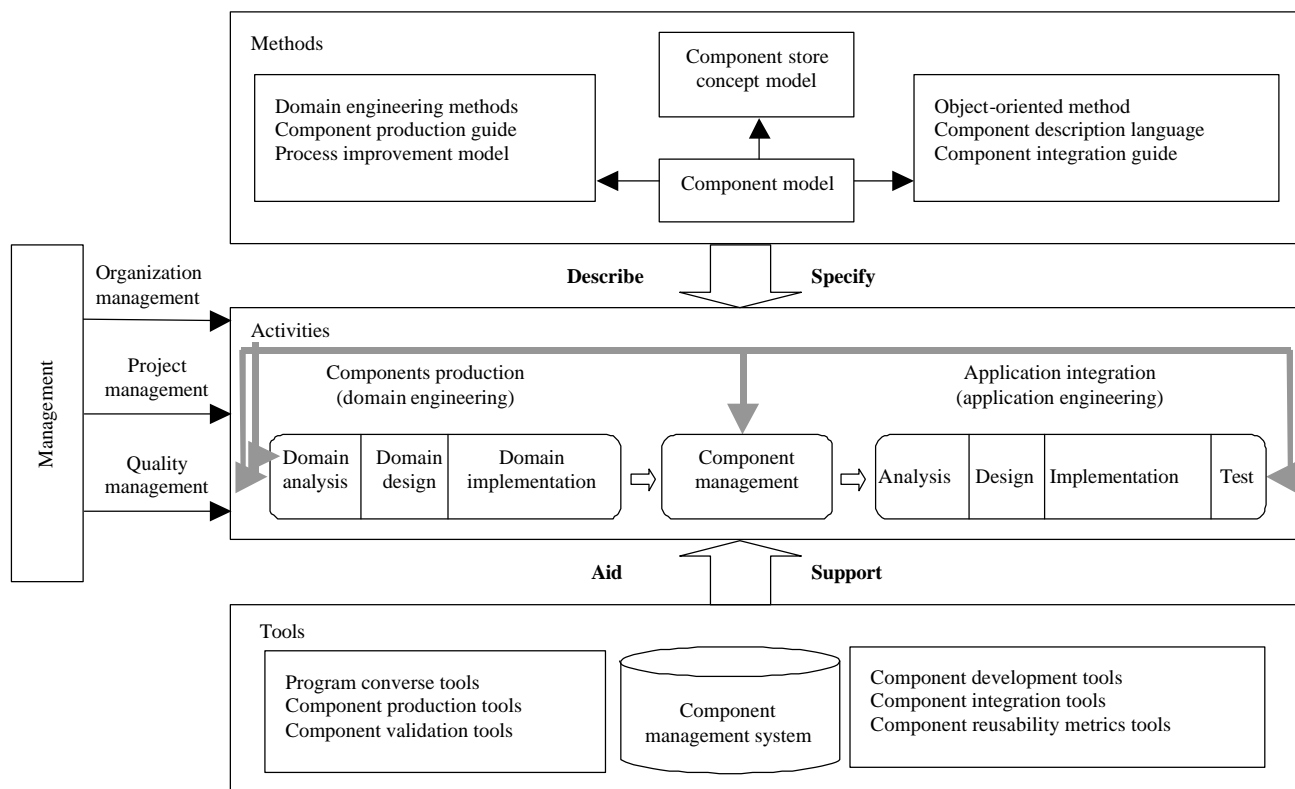 Methods
Component store
concept model
Domain engineering methods
Component production guide
Process improvement model
Component model
Object-oriented method
Component description language
Component integration guide
Describe
Specify
Management
Organization
management
Project
management
Quality
management
Activities
Components production
(domain engineering)
Application integration
(application engineering)
Domain
analysis
Domain
design
Domain
implementation
Component
management
Analysis
Design
Implementation
Test
Aid
Support
Tools
Program converse tools
Component production tools
Component validation tools
Component
management system
Component development tools
Component integration tools
Component reusability metrics tools